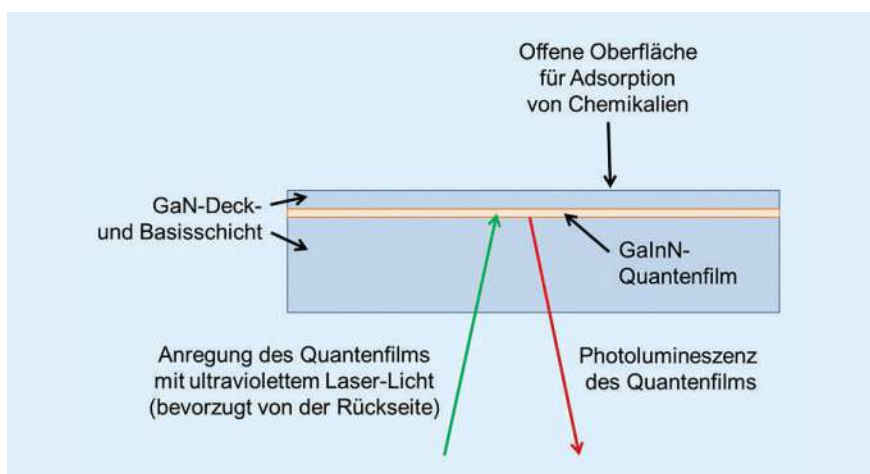 Offene Oberfläche
für Adsorption
von Chemikalien
GaN-Deck-
und Basisschicht
GaInN-
Quantenfilm
Anregung des Quantenfilms
mit ultraviolettem Laser-Licht
(bevorzugt von der Rückseite)
Photolumineszenz
des Quantenfilms